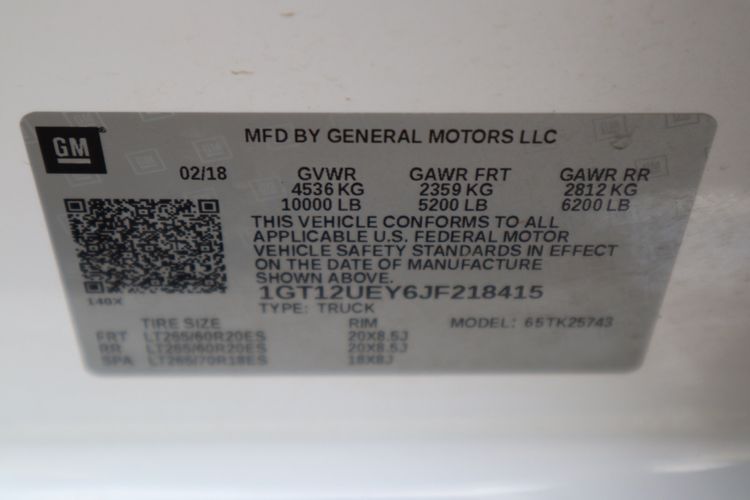 GM
MFD BY GENERAL MOTORS LLC
02/18 GVWR GAWR FRT GAWR RR
4536 KG 2359 KG 2812 KG
10000 LB 5200 LB 6200 LB
THIS VEHICLE CONFORMS TO ALL
APPLICABLE U.S. FEDERAL MOTOR
VEHICLE SAFETY STANDARDS IN EFFECT
ON THE DATE OF MANUFACTURE
SHOWN ABOVE.
140X
1GT12UEY6JF218415
TYPE: TRUCK
TIRE SIZE RIM MODEL: 65TK25743
FRT LT265/60R20ES 20X8.5J
RR LT265/60R20ES 20X8.5J
SPA LT265/70R18ES 18X8J